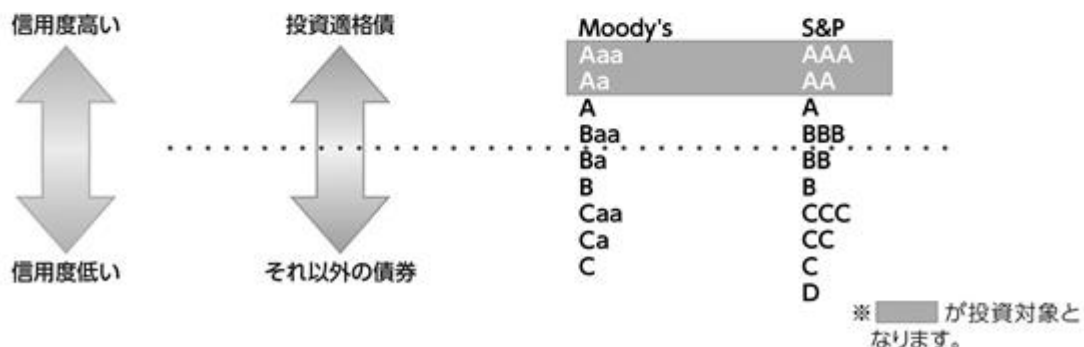 信用度高い 投資適格債 Moody's S&P
Aaa AAA
Aa AA
A A
Baa BBB
Ba BB
B B
Caa CCC
Ca CC
信用度低い それ以外の債券 C C
D
※ が投資対象と
なります。